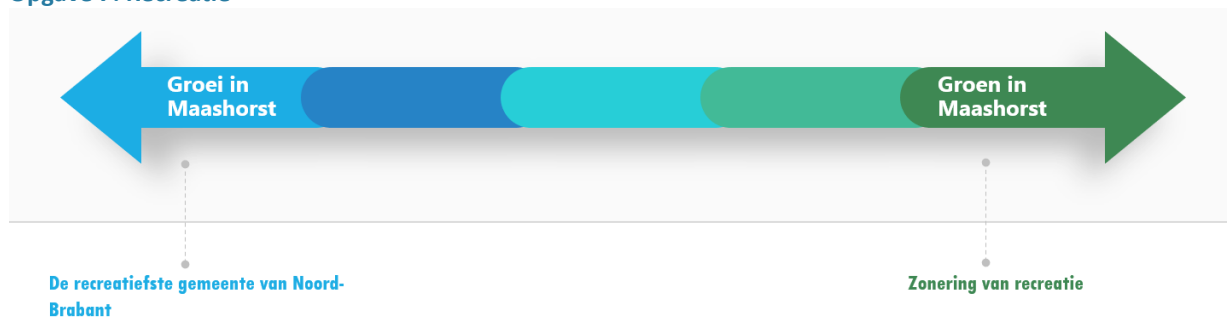 Groei in
Maashorst
Groen in
Maashorst
De recreatiefste gemeente van Noord-
Brabant
Zonering van recreatie